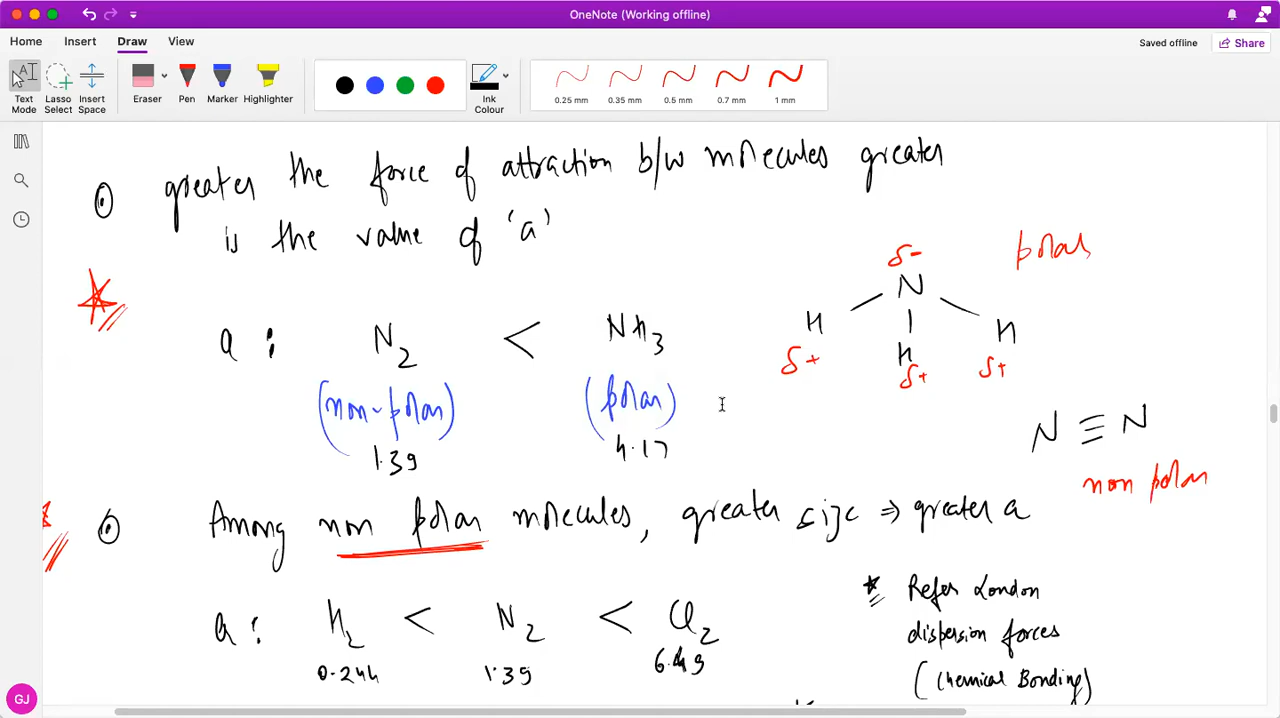 OneNote (Working offline)
Home Insert Draw View
Saved offline
Share
Text Mode
Lasso Select
Insert Space
Eraser
Pen
Marker
Highlighter
Ink Colour
0.25 mm 0.35 mm 0.5 mm 0.7 mm 1 mm
greater the force of attraction b/w molecules greater
is the value of 'a'
polar
δ-
N
H H H
δ+ δ+ δ+
a : N2 < NH3
(non-polar) (polar)
1.39 4.17
N ≡ N
non polar
Among non polar molecules, greater size ⇒ greater a
a : H2 < N2 < Cl2
0.244 1.39 6.49
* Refer London
dispersion forces
(Chemical Bonding)
GJ